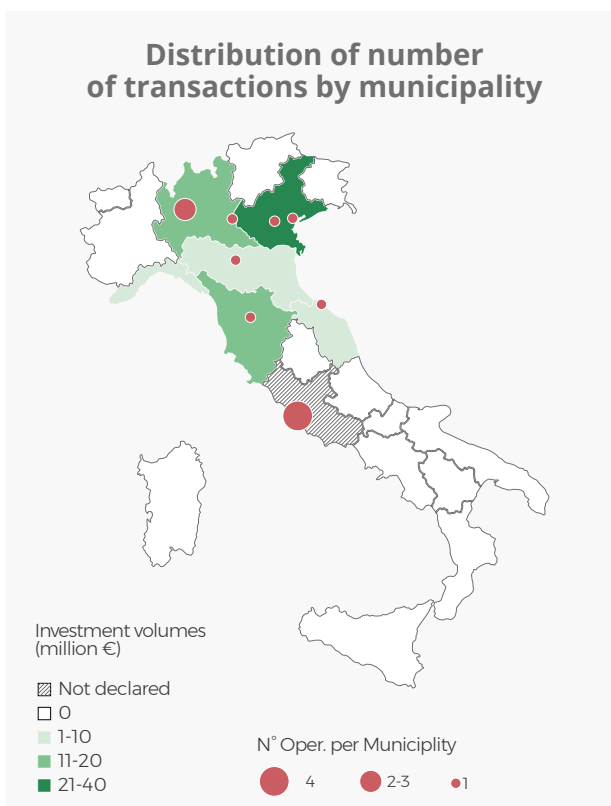 Distribution of number
of transactions by municipality
Investment volumes
(million €)
Not declared
0
1-10
11-20
21-40
N° Oper. per Municiplity
4
2-3
1